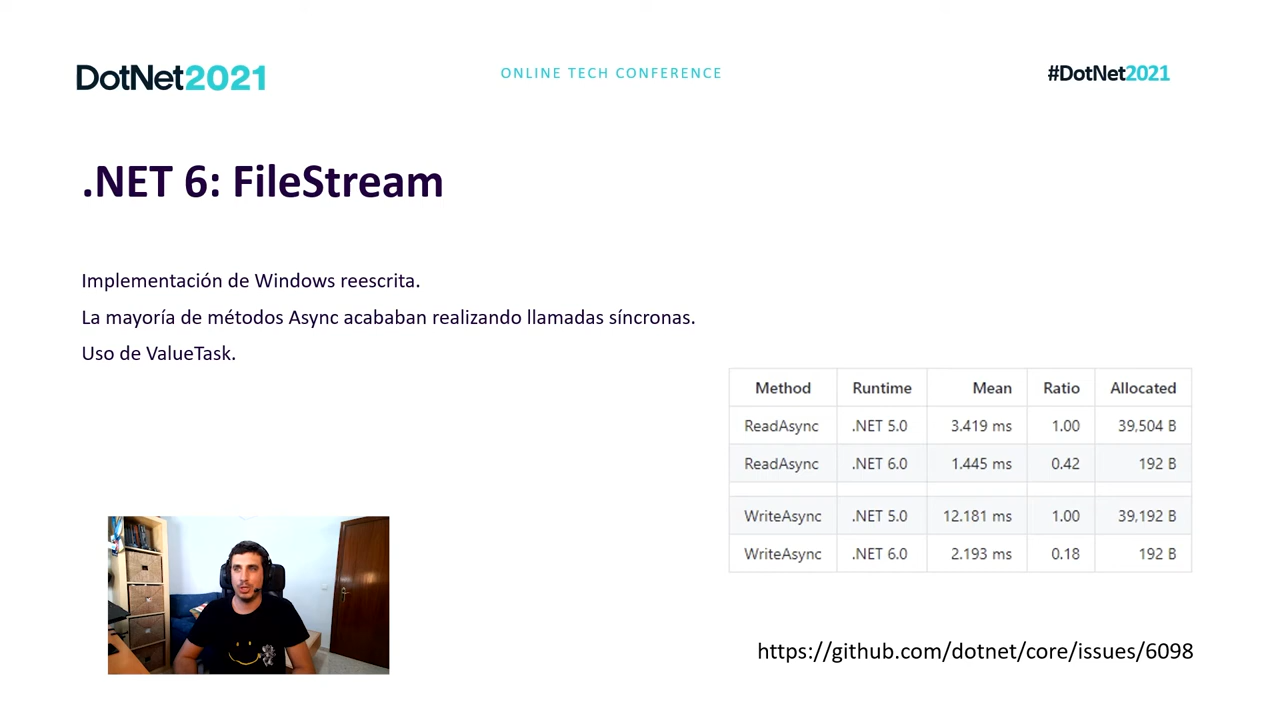 DotNet2021
ONLINE TECH CONFERENCE
#DotNet2021
.NET 6: FileStream
Implementación de Windows reescrita.
La mayoría de métodos Async acababan realizando llamadas síncronas.
Uso de ValueTask.
Method Runtime Mean Ratio Allocated
ReadAsync .NET 5.0 3.419 ms 1.00 39,504 B
ReadAsync .NET 6.0 1.445 ms 0.42 192 B
WriteAsync .NET 5.0 12.181 ms 1.00 39,192 B
WriteAsync .NET 6.0 2.193 ms 0.18 192 B
https://github.com/dotnet/core/issues/6098